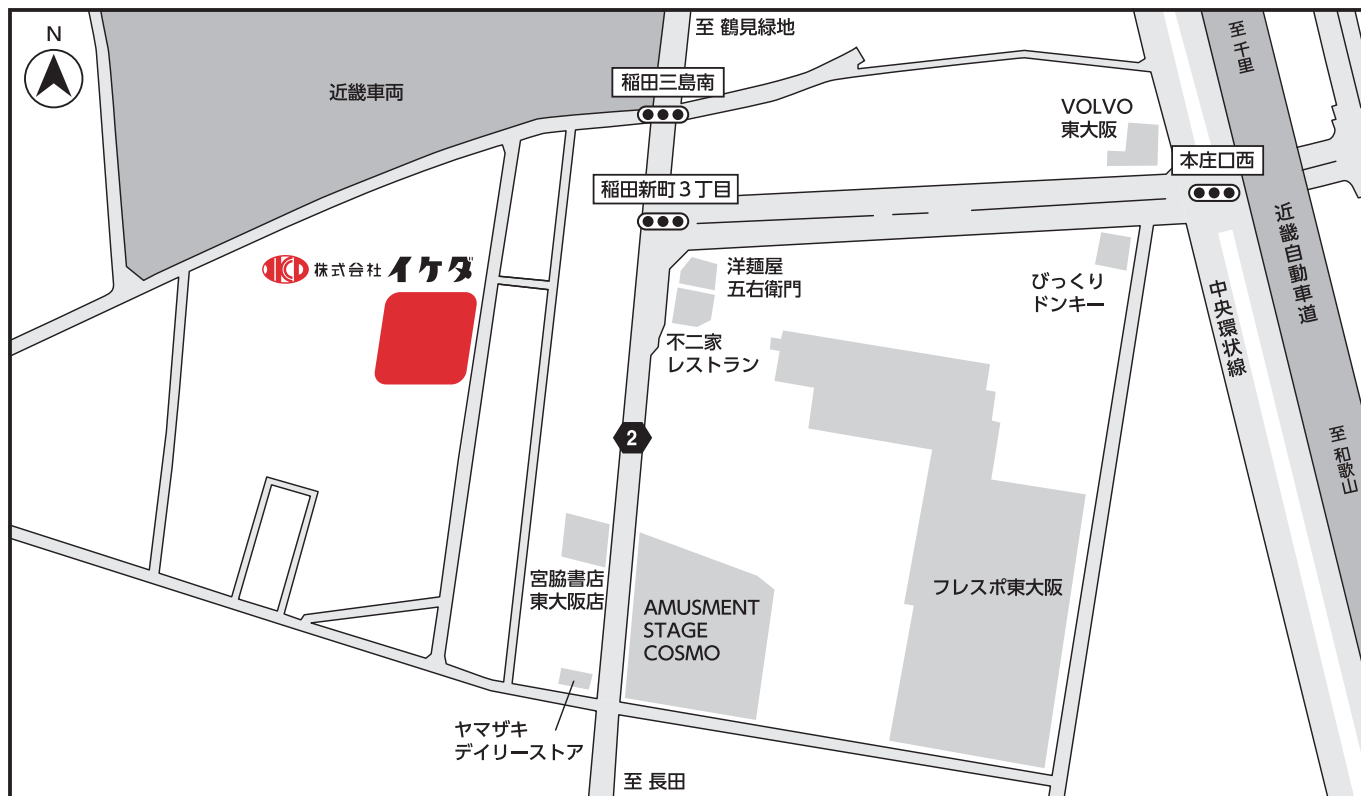 N
至 鶴見緑地
至 千里
近畿車両
稲田三島南
VOLVO
東大阪
本庄口西
稲田新町3丁目
近畿自動車道
株式会社 イケダ
洋麺屋
五右衛門
びっくり
ドンキー
中央環状線
不二家
レストラン
2
至 和歌山
宮脇書店
東大阪店
AMUSMENT
STAGE
COSMO
フレスポ東大阪
ヤマザキ
デイリーストア
至 長田